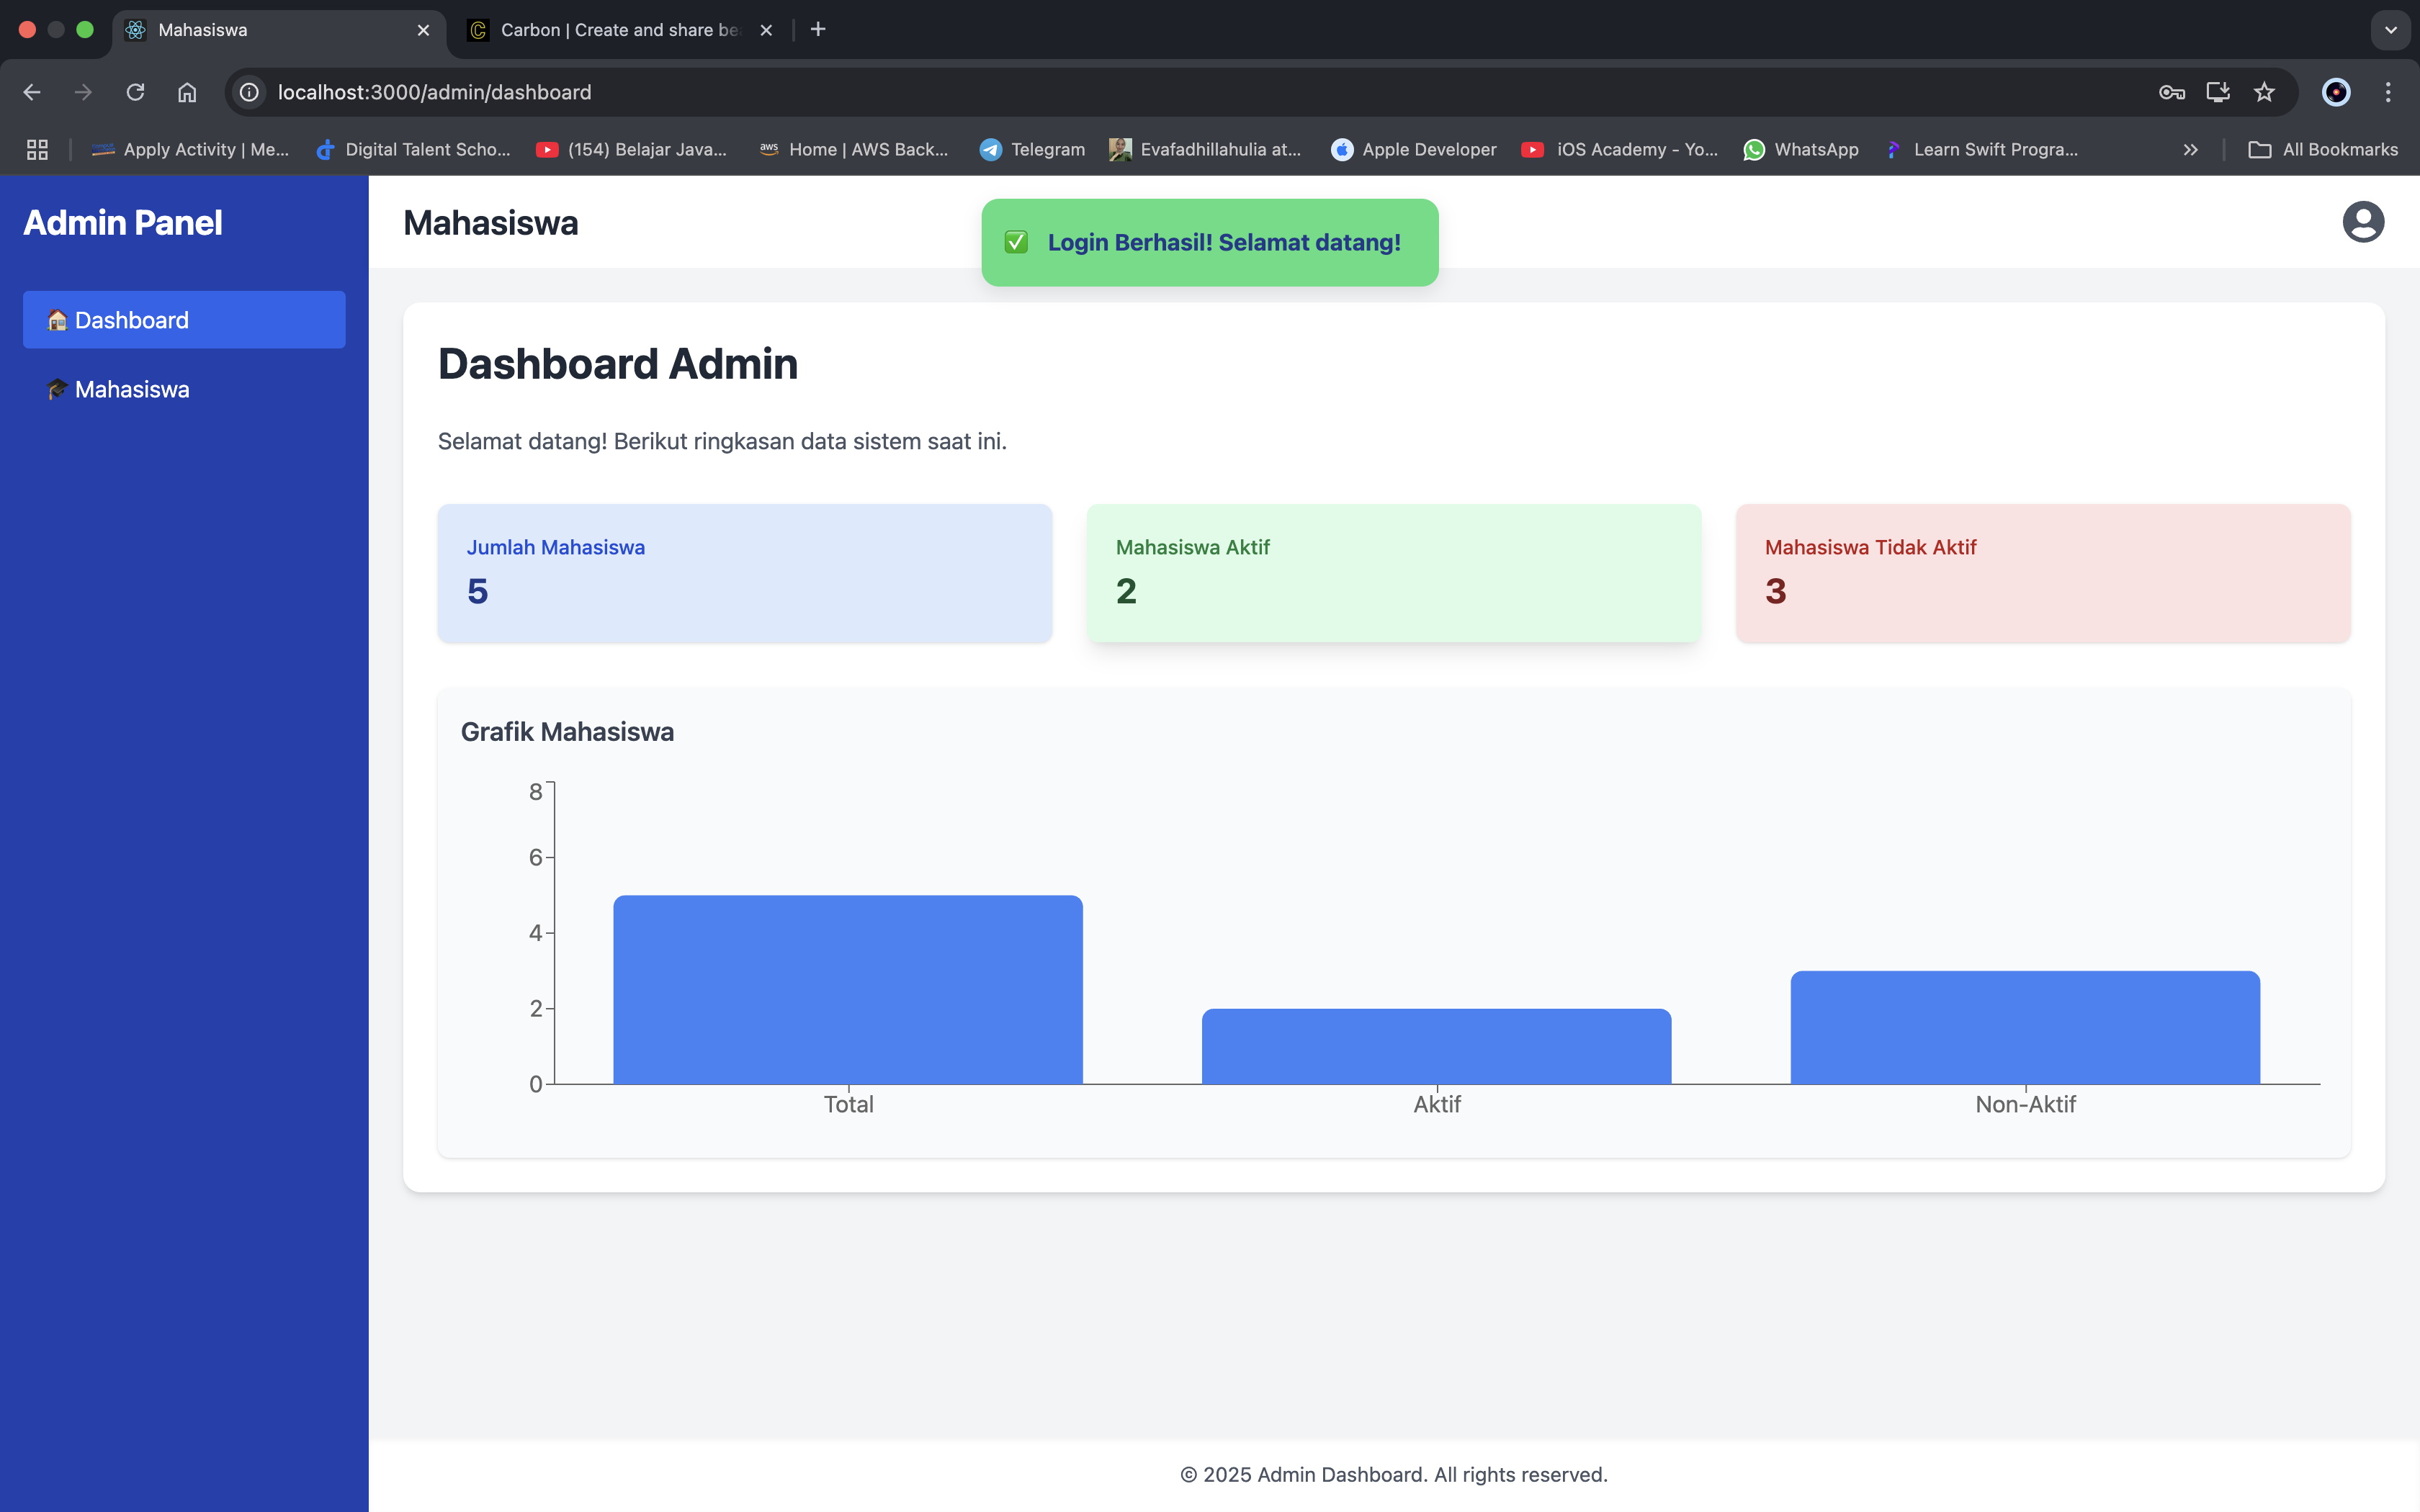 Mahasiswa
Carbon | Create and share be
localhost:3000/admin/dashboard
Apply Activity | Me...
Digital Talent Scho...
(154) Belajar Java...
aws
Home | AWS Back...
Telegram
Evafadhillahulia at...
Apple Developer
iOS Academy - Yo...
WhatsApp
Learn Swift Progra...
All Bookmarks
Admin Panel
Mahasiswa
✅ Login Berhasil! Selamat datang!
🏠 Dashboard
🎓 Mahasiswa
Dashboard Admin
Selamat datang! Berikut ringkasan data sistem saat ini.
Jumlah Mahasiswa
5
Mahasiswa Aktif
2
Mahasiswa Tidak Aktif
3
Grafik Mahasiswa
8
6
4
2
0
Total
Aktif
Non-Aktif
© 2025 Admin Dashboard. All rights reserved.